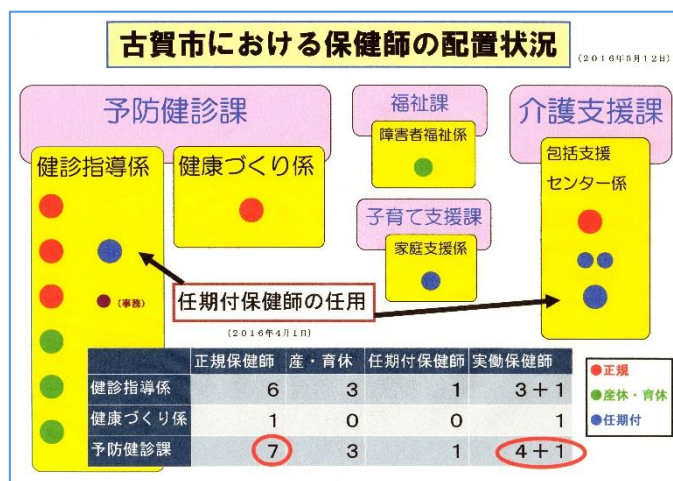 古賀市における保健師の配置状況
(2016年5月12日)
予防健診課
福祉課
介護支援課
健診指導係
健康づくり係
障害者福祉係
包括支援
センター係
子育て支援課
家庭支援係
(事務)
任期付保健師の任用
(2016年4月1日)
正規保健師 産・育休 任期付保健師 実働保健師
健診指導係 6 3 1 3+1
健康づくり係 1 0 0 1
予防健診課 7 3 1 4+1
●正規
●産休・育休
●任期付